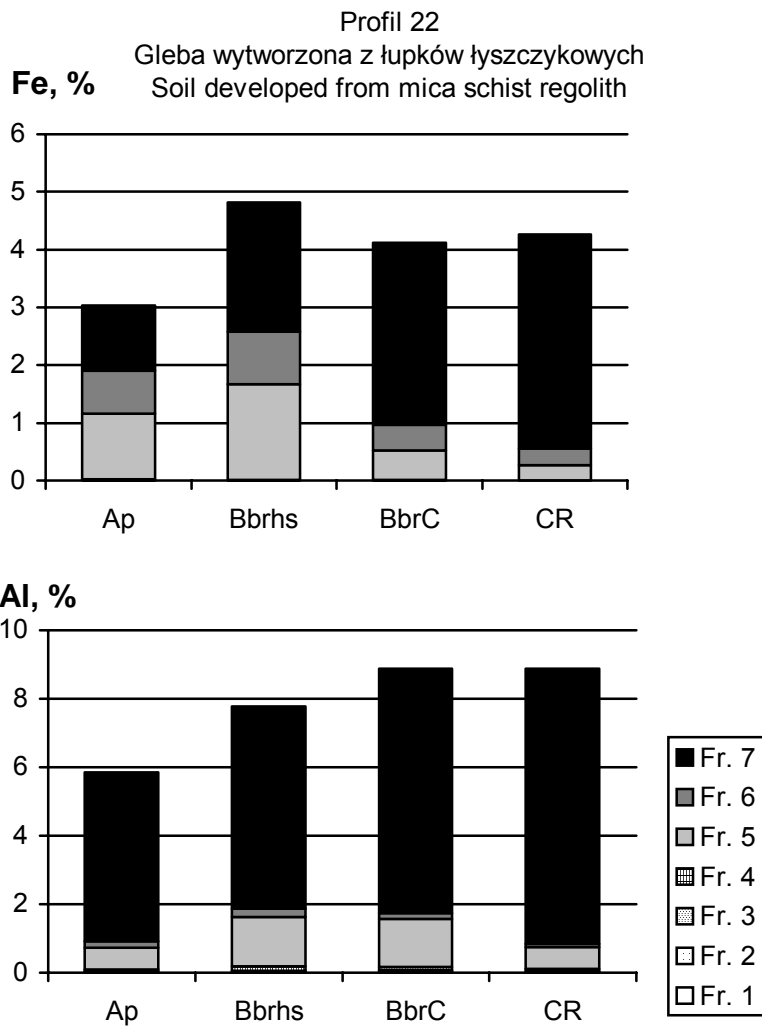 Profil 22
Gleba wytworzona z łupków łyszczykowych
Fe, % Soil developed from mica schist regolith
6
5
4
3
2
1
0
Ap Bbrhs BbrC CR
Al, %
10
8
6
4
2
0
Ap Bbrhs BbrC CR
Fr. 7
Fr. 6
Fr. 5
Fr. 4
Fr. 3
Fr. 2
Fr. 1